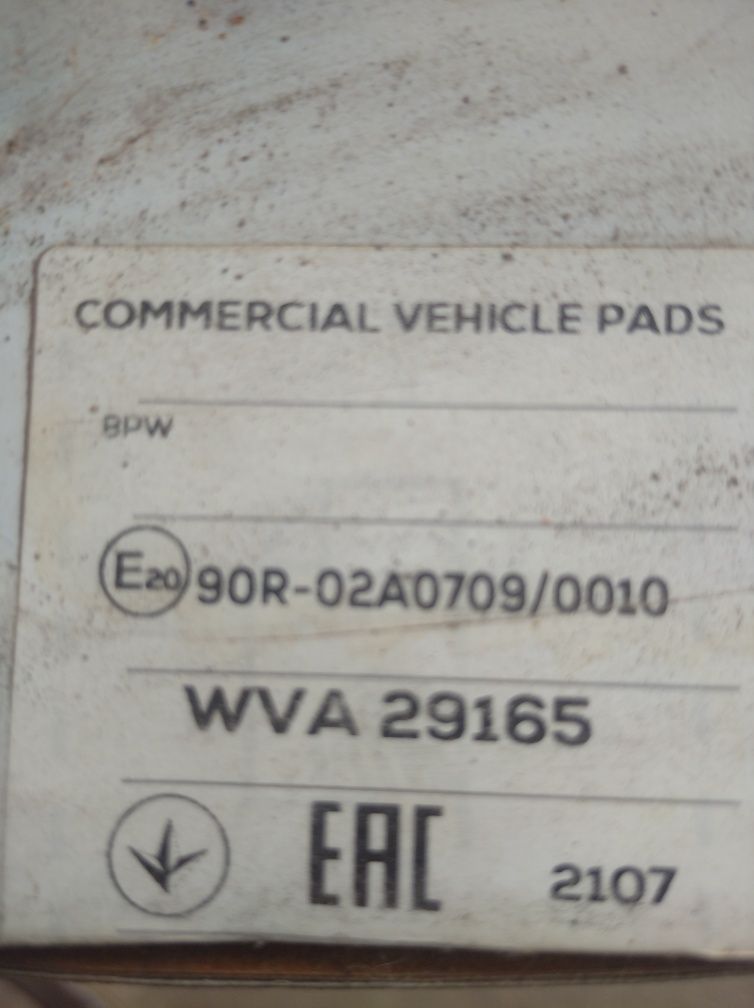 COMMERCIAL VEHICLE PADS
BPW
E20 90R-02A0709/0010
WVA 29165
EAC 2107